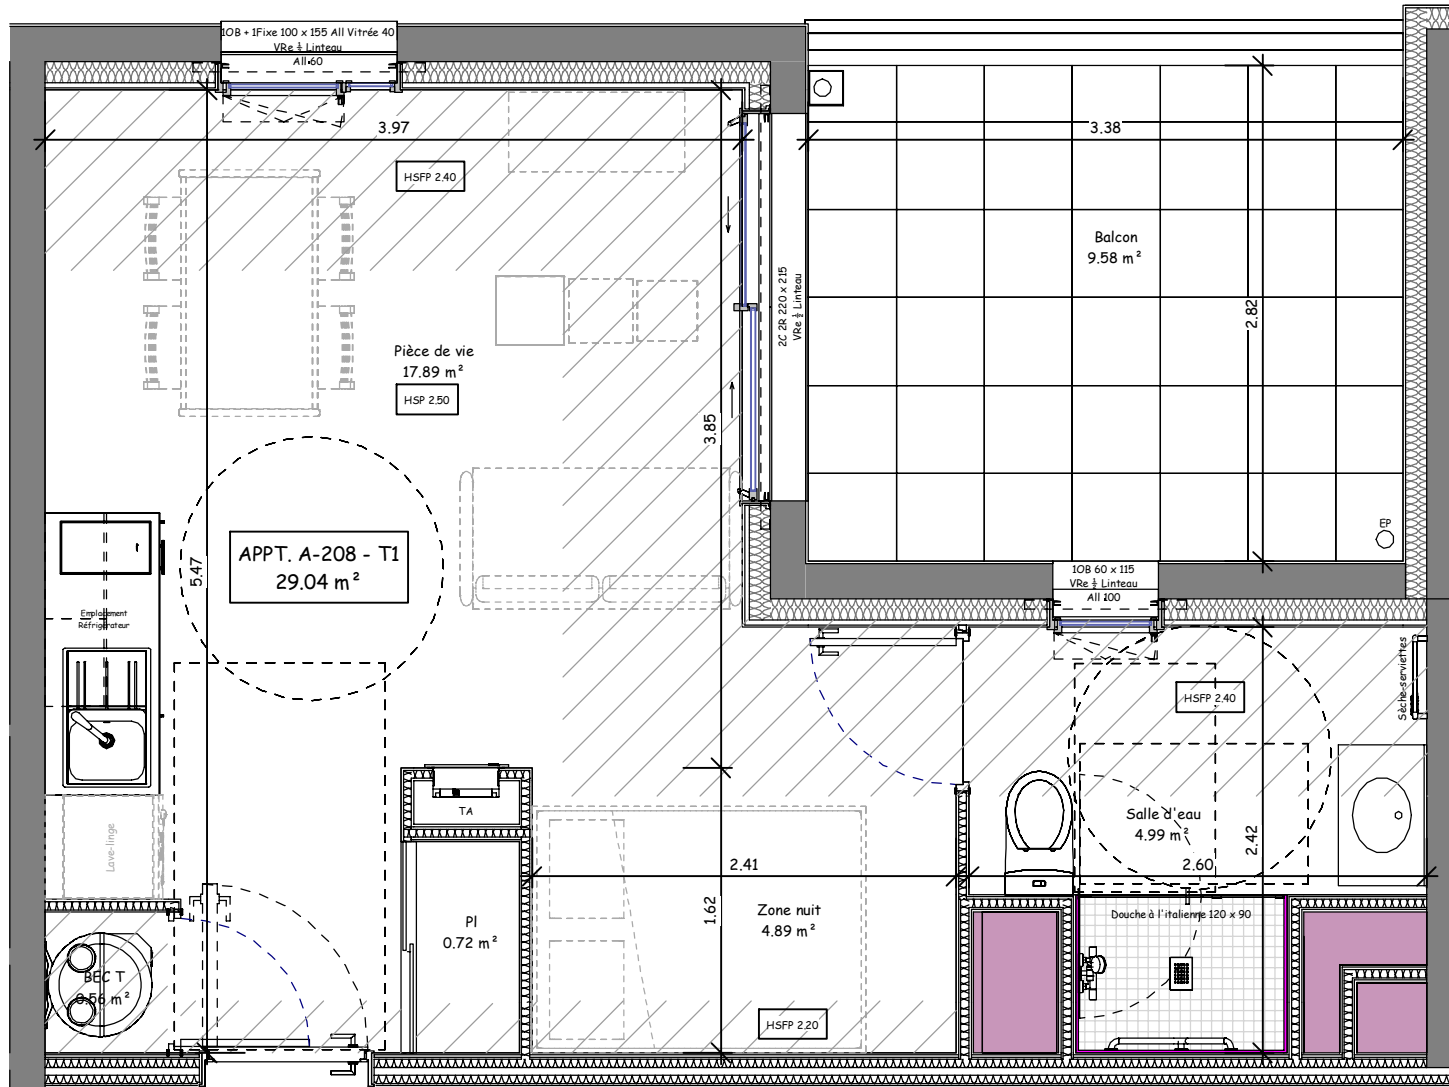 1OB + 1Fixe 100 x 155 All Vitrée 40
VRe ½ Linteau
All 60
3.97
3.38
HSFP 2.40
Balcon
9.58 m²
2C 2R 220 x 215
VRe ½ Linteau
2.82
Pièce de vie
17.89 m²
HSP 2.50
3.85
APPT. A-208 - T1
29.04 m²
5.47
EP
1OB 60 x 115
VRe ½ Linteau
All 100
Emplacement
Réfrigérateur
Sèche-serviettes
HSFP 2.40
TA
Lave-linge
Salle d'eau
4.99 m²
2.42
2.41
2.60
1.62
Pl
0.72 m²
Zone nuit
4.89 m²
Douche à l'italienne 120 x 90
BEC T
0.56 m²
HSFP 2.20